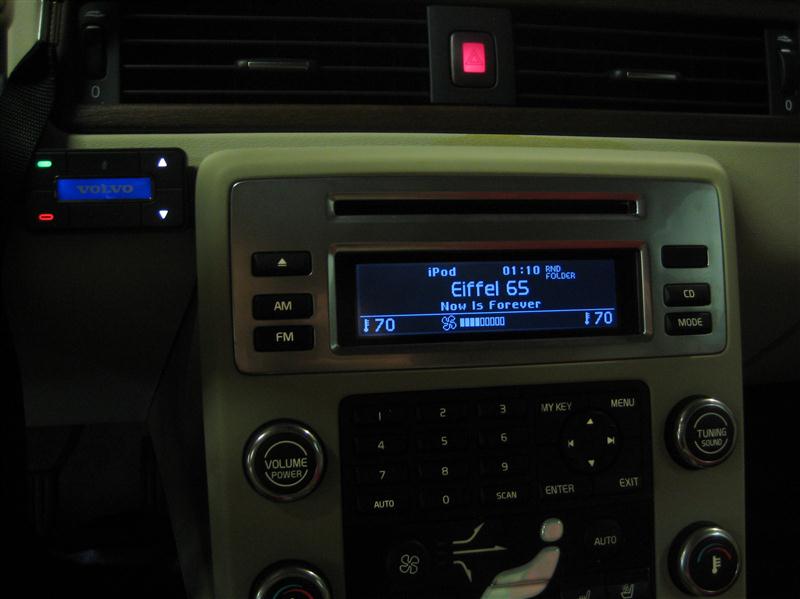 0
0
VOLVO
iPod 01:10 RND FOLDER
Eiffel 65
Now Is Forever
70 70
AM
FM
CD
MODE
1 2 3
4 5 6
7 8 9
AUTO 0 SCAN
MY KEY MENU
ENTER EXIT
VOLUME
POWER
TUNING
SOUND
AUTO